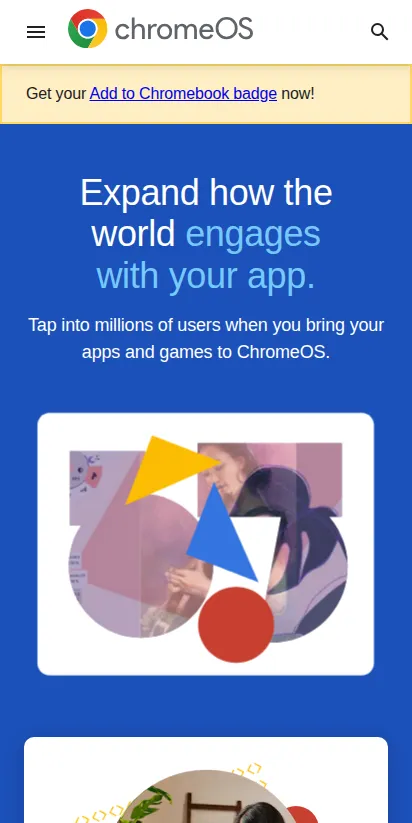 chromeOS
Get your Add to Chromebook badge now!
Expand how the
world engages
with your app.
Tap into millions of users when you bring your
apps and games to ChromeOS.